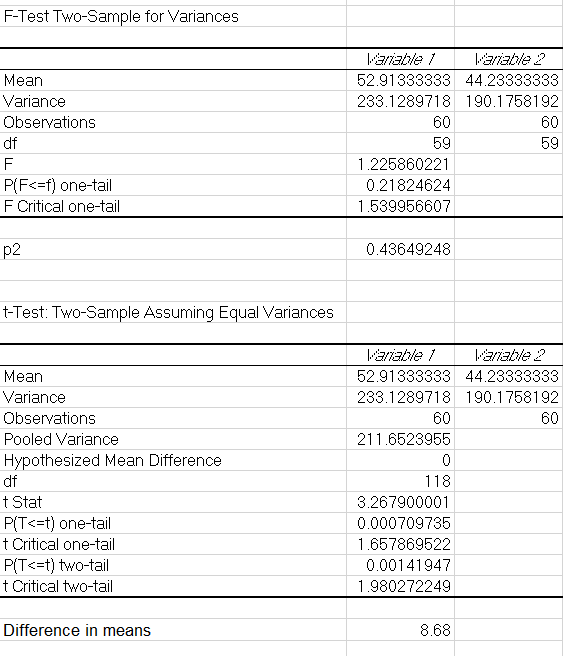 F-Test Two-Sample for Variances
Variable 1 Variable 2
Mean 52.91333333 44.23333333
Variance 233.1289718 190.1758192
Observations 60 60
df 59 59
F 1.225860221
P(F<=f) one-tail 0.21824624
F Critical one-tail 1.539956607
p2 0.43649248
t-Test: Two-Sample Assuming Equal Variances
Variable 1 Variable 2
Mean 52.91333333 44.23333333
Variance 233.1289718 190.1758192
Observations 60 60
Pooled Variance 211.6523955
Hypothesized Mean Difference 0
df 118
t Stat 3.267900001
P(T<=t) one-tail 0.000709735
t Critical one-tail 1.657869522
P(T<=t) two-tail 0.00141947
t Critical two-tail 1.980272249
Difference in means 8.68